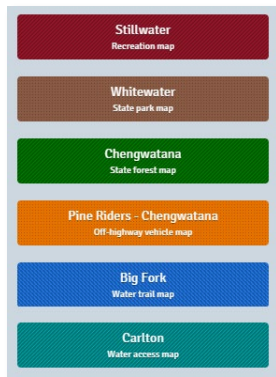 Stillwater
Recreation map
Whitewater
State park map
Chengwatana
State forest map
Pine Riders - Chengwatana
Off-highway vehicle map
Big Fork
Water trail map
Carlton
Water access map